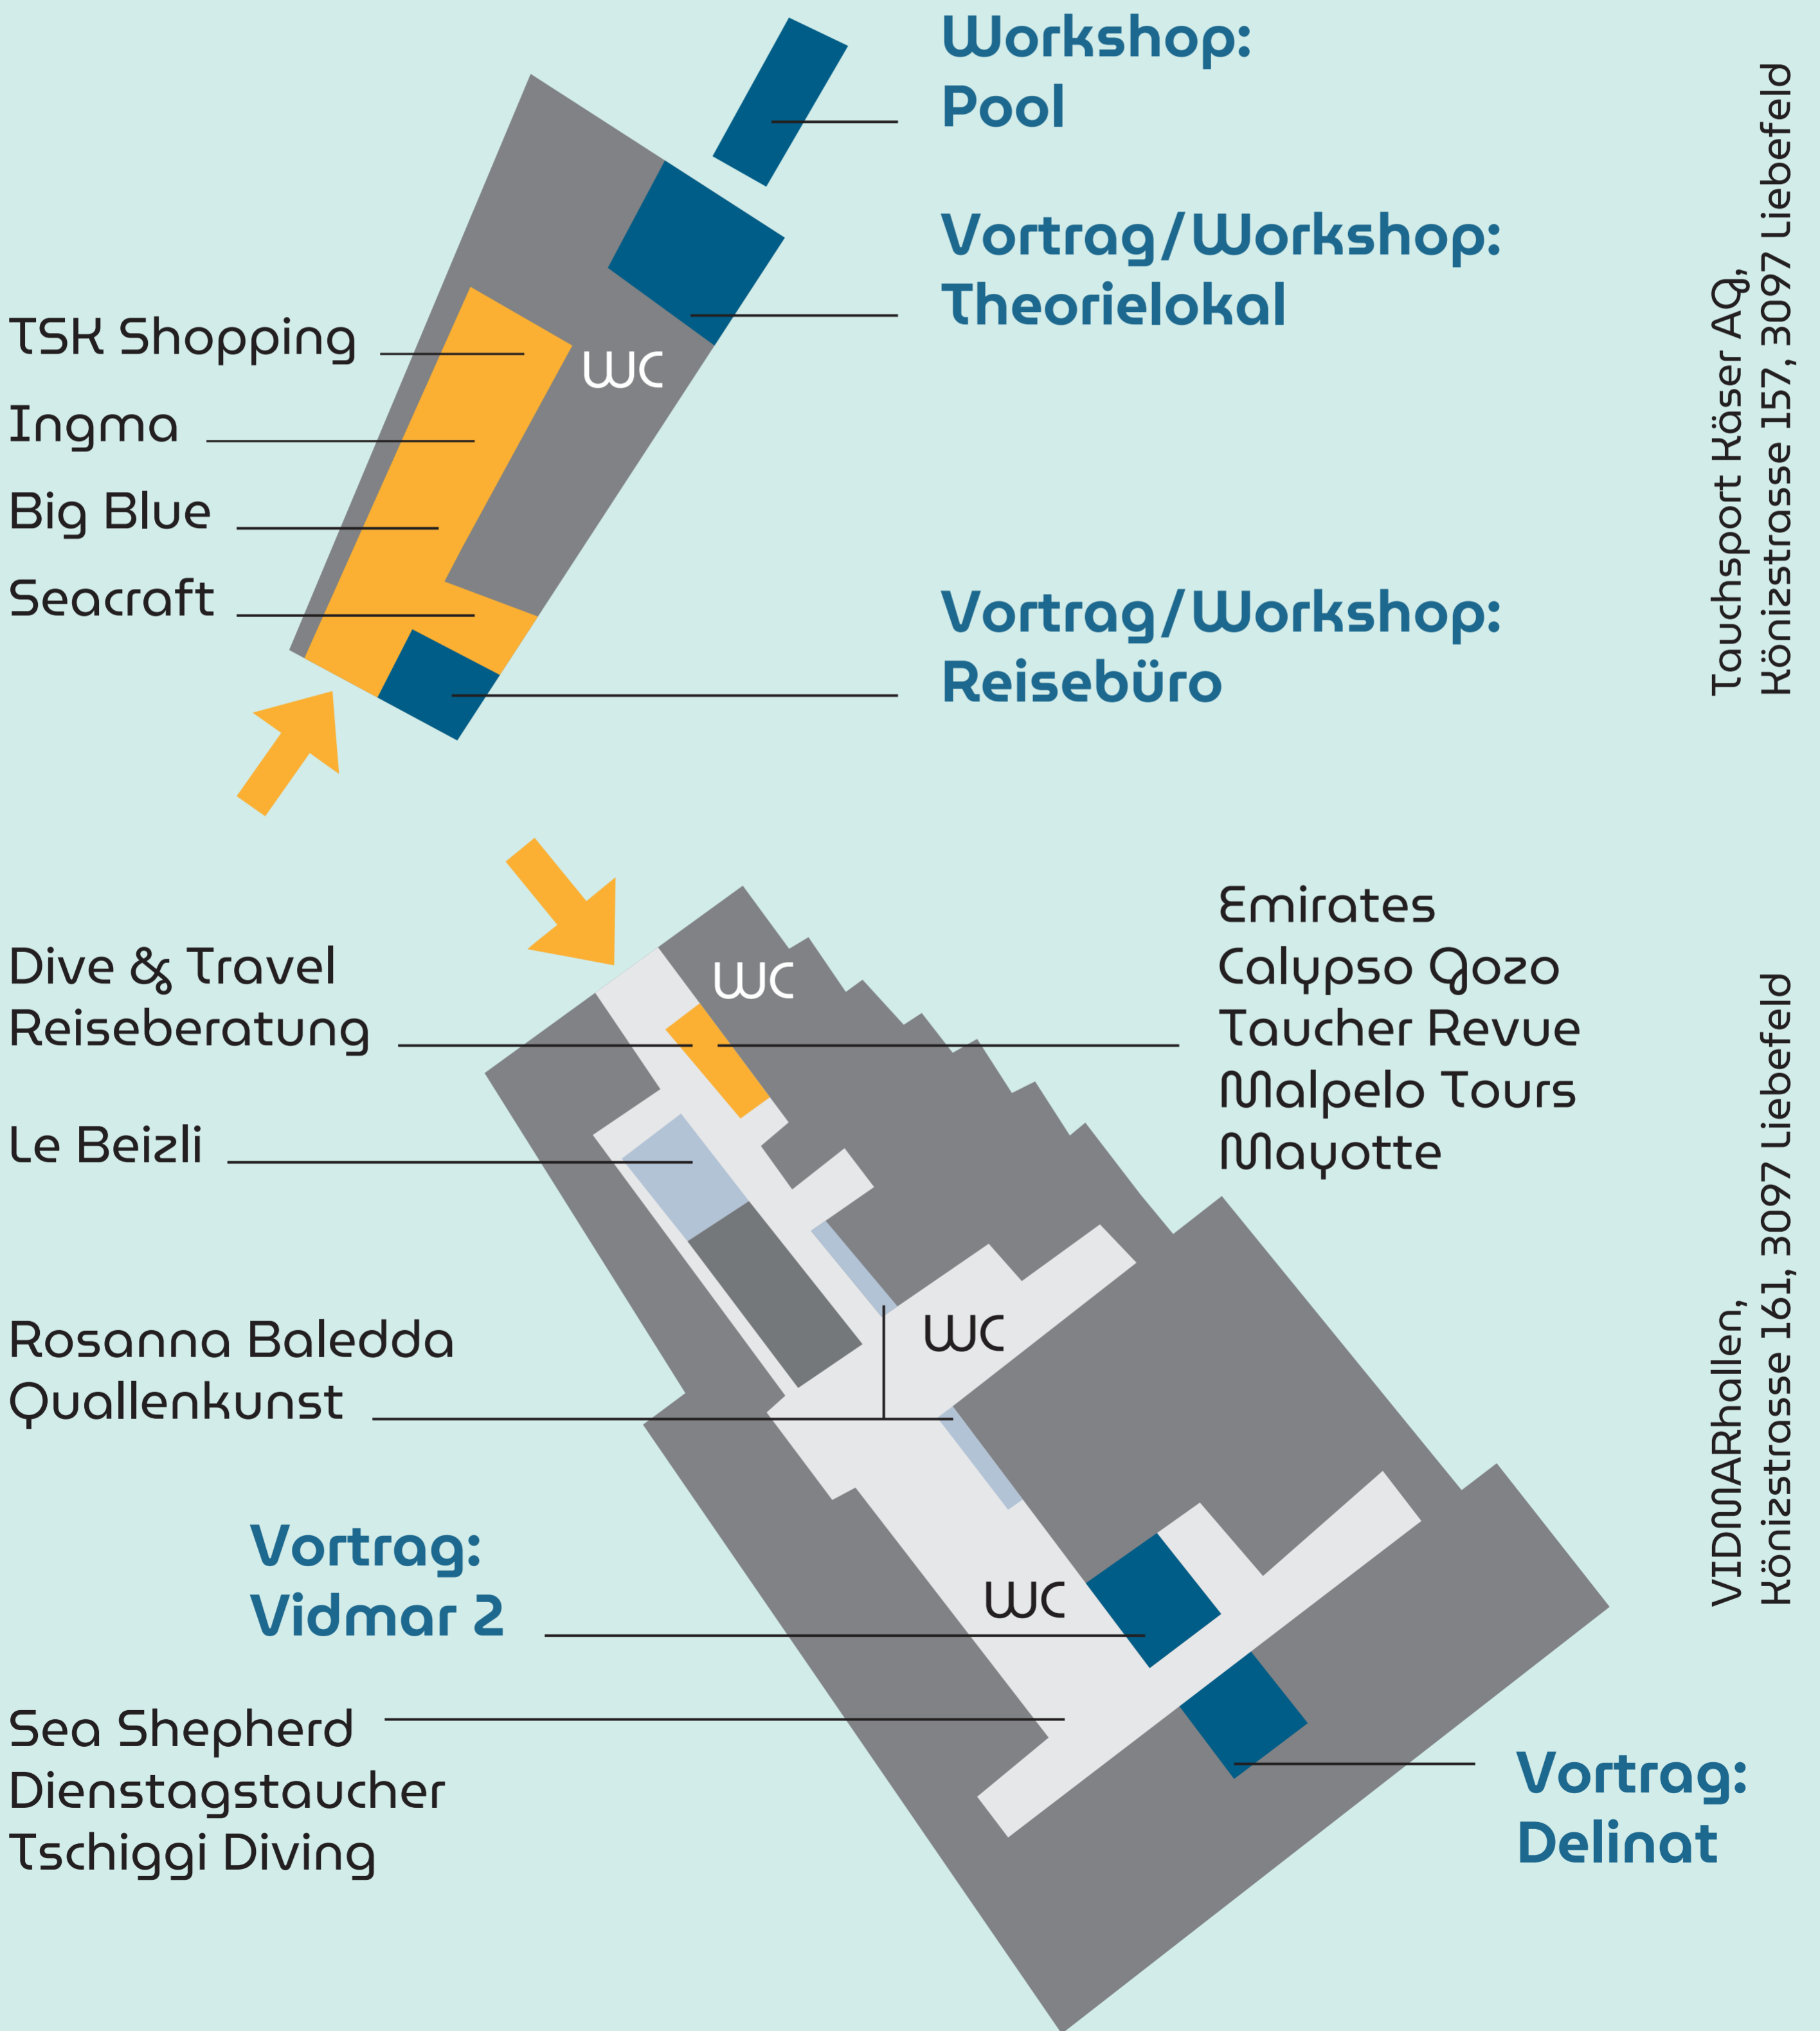 Workshop:
Pool
Vortrag/Workshop:
Theorielokal
TSK Shopping
WC
Ingma
Big Blue
Seacraft
Vortrag/Workshop:
Reisebüro
Tauchsport Käser AG,
Könizstrasse 157, 3097 Liebefeld
Dive & Travel
Reiseberatung
WC
Emirates
Calypso Gozo
Taucher Revue
Malpelo Tours
Mayotte
Le Beizli
WC
Rosanna Baledda
Quallenkunst
Vortrag:
Vidmar 2
WC
Sea Shepherd
Dienstagstaucher
Tschiggi Diving
Vortrag:
Delinat
VIDMARhallen,
Könizstrasse 161, 3097 Liebefeld